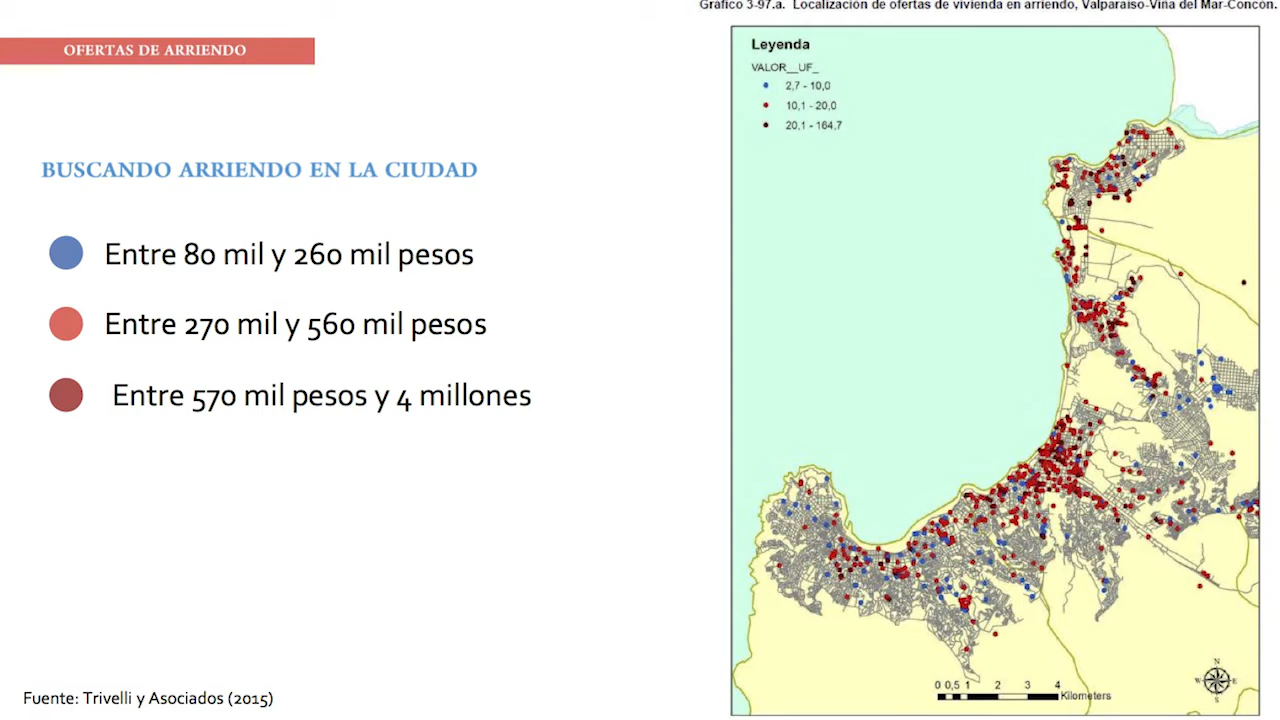 OFERTAS DE ARRIENDO
BUSCANDO ARRIENDO EN LA CIUDAD
Entre 80 mil y 260 mil pesos
Entre 270 mil y 560 mil pesos
Entre 570 mil pesos y 4 millones
Fuente: Trivelli y Asociados (2015)
Gráfico 3-97.a. Localización de ofertas de vivienda en arriendo, Valparaíso-Viña del Mar-Concón.
Leyenda
VALOR__UF_
2,7 - 10,0
10,1 - 20,0
20,1 - 164,7
N
W E
S
0 0,5 1 2 3 4
Kilometers